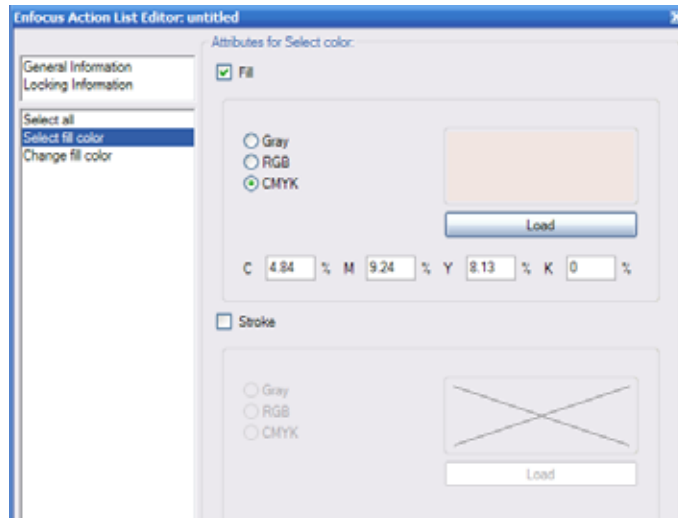 Enfocus Action List Editor: untitled
Attributes for Select color:
General Information
Locking Information
Select all
Select fill color
Change fill color
Fill
Gray
RGB
CMYK
Load
C 4.84 % M 9.24 % Y 8.13 % K 0 %
Stroke
Gray
RGB
CMYK
Load